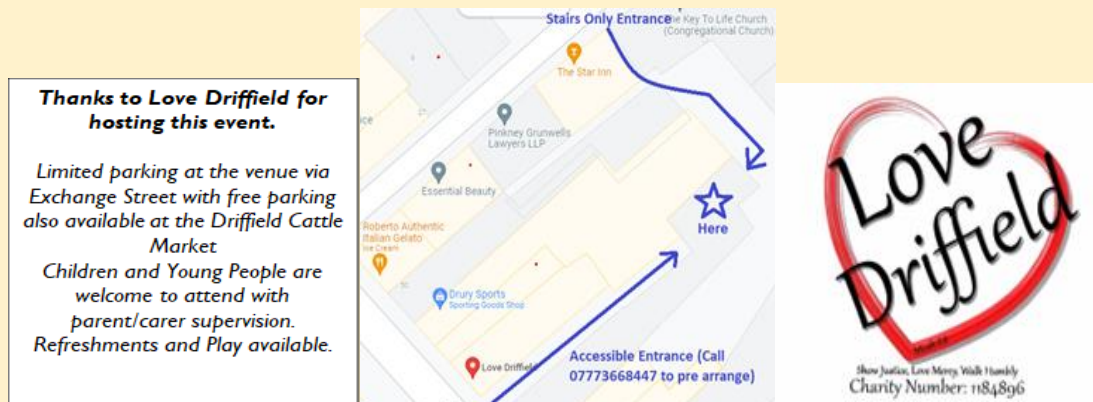 Thanks to Love Driffield for
hosting this event.
Limited parking at the venue via
Exchange Street with free parking
also available at the Driffield Cattle
Market
Children and Young People are
welcome to attend with
parent/carer supervision.
Refreshments and Play available.
Stairs Only Entrance
The Key To Life Church
(Congregational Church)
The Star Inn
Pinkney Grunwells
Lawyers LLP
Essential Beauty
Roberto Authentic
Italian Gelato
Ice Cream
Here
Drury Sports
Sporting Goods Shop
Love Driffield
Accessible Entrance (Call
07773668447 to pre arrange)
Love
Driffield
Show Justice, Love Mercy, Walk Humbly
Charity Number: 1184896